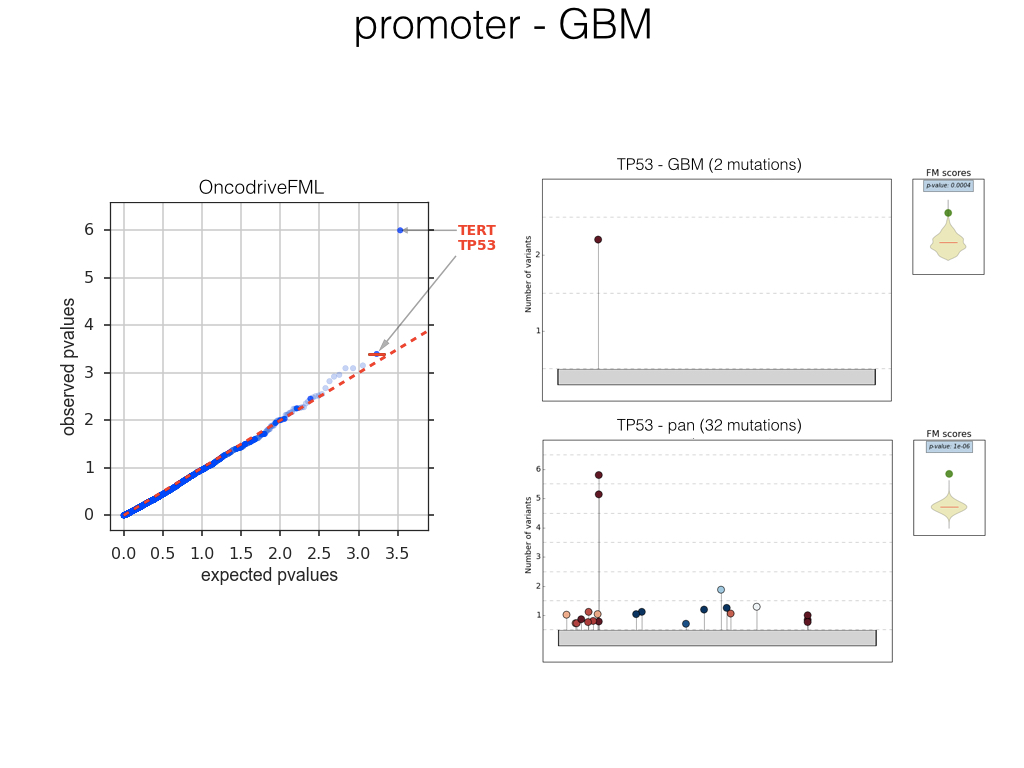 promoter - GBM
OncodriveFML
observed pvalues
6
5
4
3
2
1
0
0.0 0.5 1.0 1.5 2.0 2.5 3.0 3.5
expected pvalues
TERT
TP53
TP53 - GBM (2 mutations)
Number of variants
2
1
FM scores
p-value: 0.0004
TP53 - pan (32 mutations)
Number of variants
6
5
4
3
2
1
FM scores
p-value: 1e-06